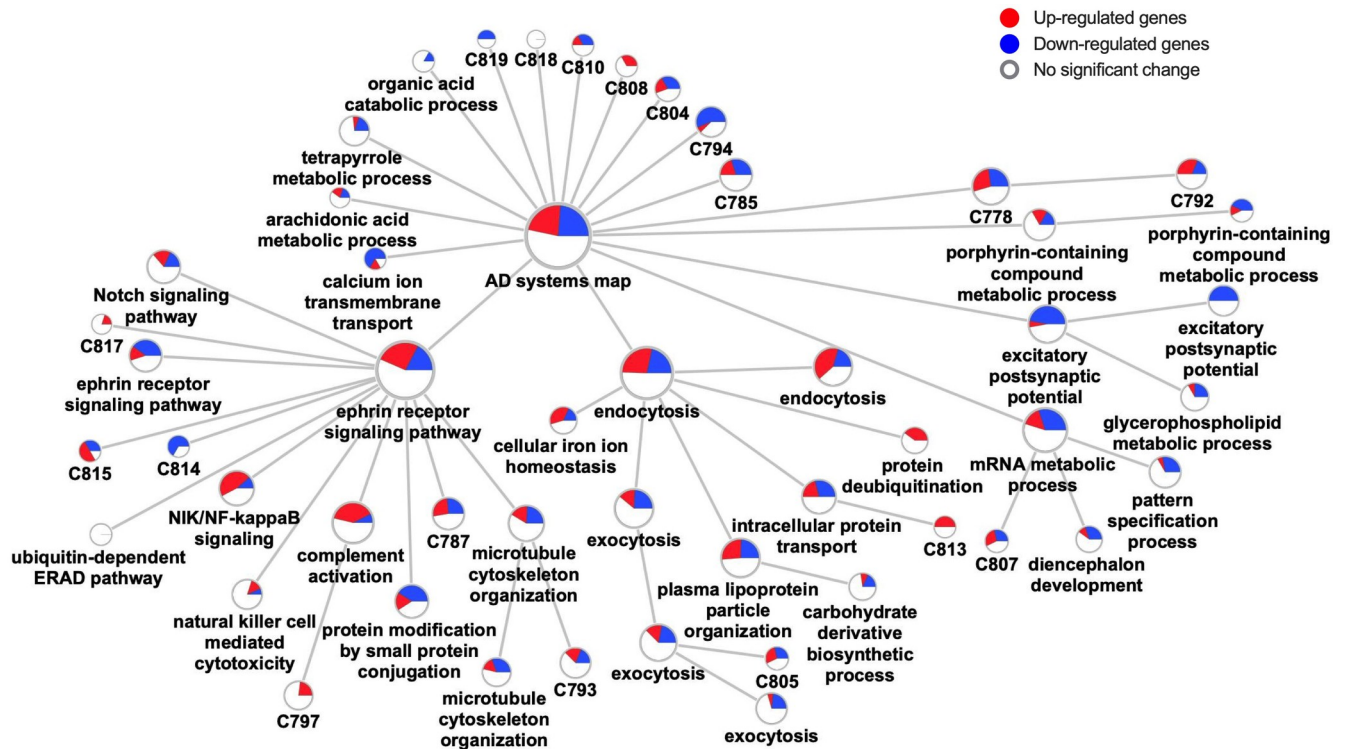 Up-regulated genes
Down-regulated genes
No significant change
C819
C818
C810
C808
C804
C794
C785
organic acid
catabolic process
tetrapyrrole
metabolic process
arachidonic acid
metabolic process
calcium ion
transmembrane
transport
AD systems map
C778
C792
porphyrin-containing
compound
metabolic process
porphyrin-containing
compound
metabolic process
excitatory
postsynaptic
potential
excitatory
postsynaptic
potential
glycerophospholipid
metabolic process
Notch signaling
pathway
C817
ephrin receptor
signaling pathway
C815
C814
ephrin receptor
signaling pathway
endocytosis
endocytosis
cellular iron ion
homeostasis
protein
deubiquitination
mRNA metabolic
process
pattern
specification
process
NIK/NF-kappaB
signaling
ubiquitin-dependent
ERAD pathway
complement
activation
C787
microtubule
cytoskeleton
organization
exocytosis
intracellular protein
transport
C813
C807
diencephalon
development
natural killer cell
mediated
cytotoxicity
protein modification
by small protein
conjugation
plasma lipoprotein
particle
organization
carbohydrate
derivative
biosynthetic
process
C797
microtubule
cytoskeleton
organization
C793
exocytosis
C805
exocytosis